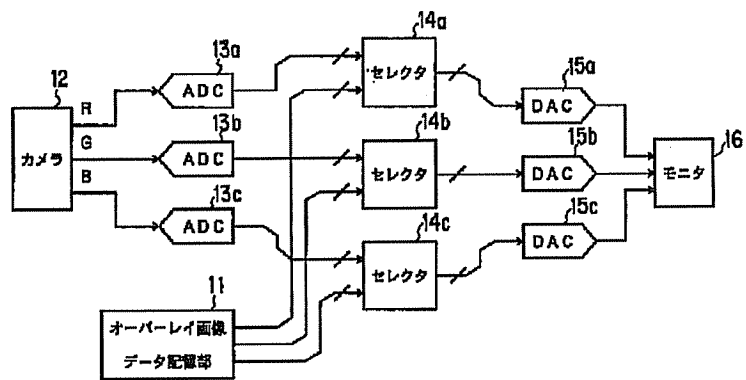 12
カメラ
R
G
B
13a
ADC
13b
ADC
13c
ADC
14a
セレクタ
14b
セレクタ
14c
セレクタ
15a
DAC
15b
DAC
15c
DAC
16
モニタ
11
オーバーレイ画像
データ記憶部